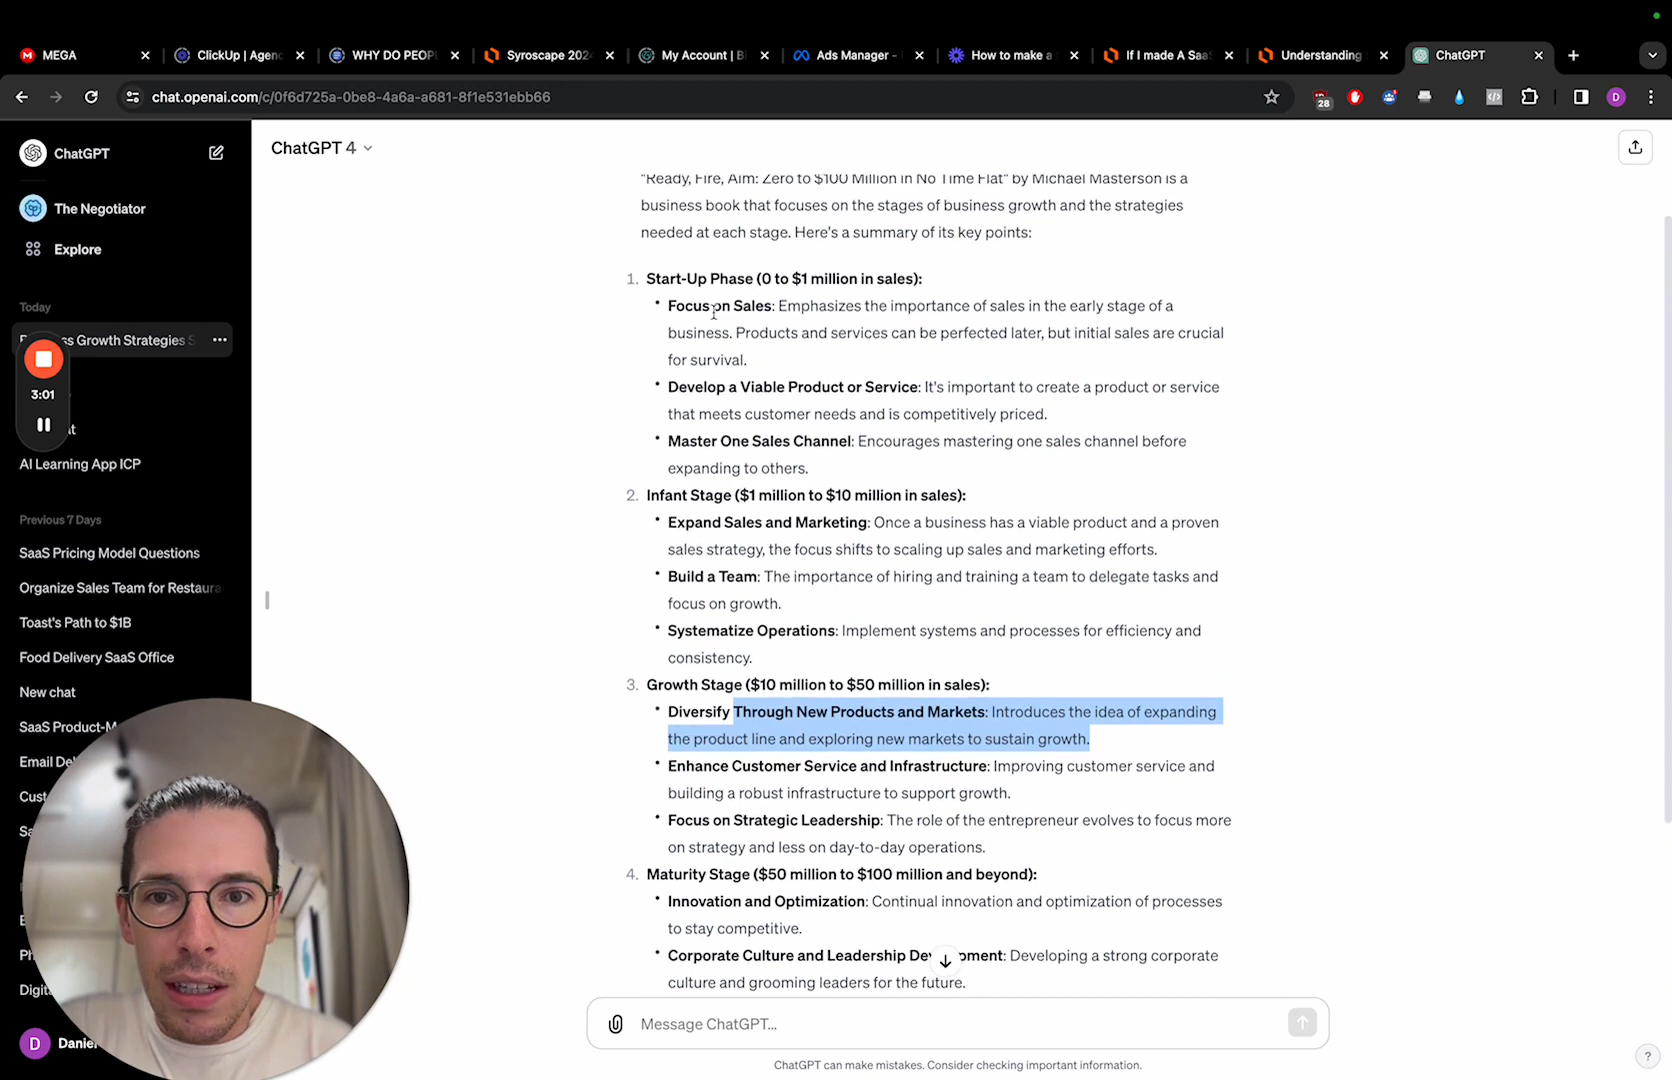 MEGA
ClickUp | Agenc
WHY DO PEOPL
Syroscape 2024
My Account | B
Ads Manager -
How to make a
If I made A SaaS
Understanding
ChatGPT
chat.openai.com/c/0f6d725a-0be8-4a6a-a681-8f1e531ebb66
28
D
ChatGPT
ChatGPT 4
The Negotiator
Explore
Today
ss Growth Strategies S
3:01
AI Learning App ICP
Previous 7 Days
SaaS Pricing Model Questions
Organize Sales Team for Restaura
Toast's Path to $1B
Food Delivery SaaS Office
New chat
SaaS Product-M
Email De
Cust
Sa
Digit
D
Daniel
"Ready, Fire, Aim: Zero to $100 Million in No Time Flat" by Michael Masterson is a
business book that focuses on the stages of business growth and the strategies
needed at each stage. Here's a summary of its key points:
1. Start-Up Phase (0 to $1 million in sales):
• Focus on Sales: Emphasizes the importance of sales in the early stage of a
business. Products and services can be perfected later, but initial sales are crucial
for survival.
• Develop a Viable Product or Service: It's important to create a product or service
that meets customer needs and is competitively priced.
• Master One Sales Channel: Encourages mastering one sales channel before
expanding to others.
2. Infant Stage ($1 million to $10 million in sales):
• Expand Sales and Marketing: Once a business has a viable product and a proven
sales strategy, the focus shifts to scaling up sales and marketing efforts.
• Build a Team: The importance of hiring and training a team to delegate tasks and
focus on growth.
• Systematize Operations: Implement systems and processes for efficiency and
consistency.
3. Growth Stage ($10 million to $50 million in sales):
• Diversify Through New Products and Markets: Introduces the idea of expanding
the product line and exploring new markets to sustain growth.
• Enhance Customer Service and Infrastructure: Improving customer service and
building a robust infrastructure to support growth.
• Focus on Strategic Leadership: The role of the entrepreneur evolves to focus more
on strategy and less on day-to-day operations.
4. Maturity Stage ($50 million to $100 million and beyond):
• Innovation and Optimization: Continual innovation and optimization of processes
to stay competitive.
• Corporate Culture and Leadership De pment: Developing a strong corporate
culture and grooming leaders for the future.
Message ChatGPT...
ChatGPT can make mistakes. Consider checking important information.
?